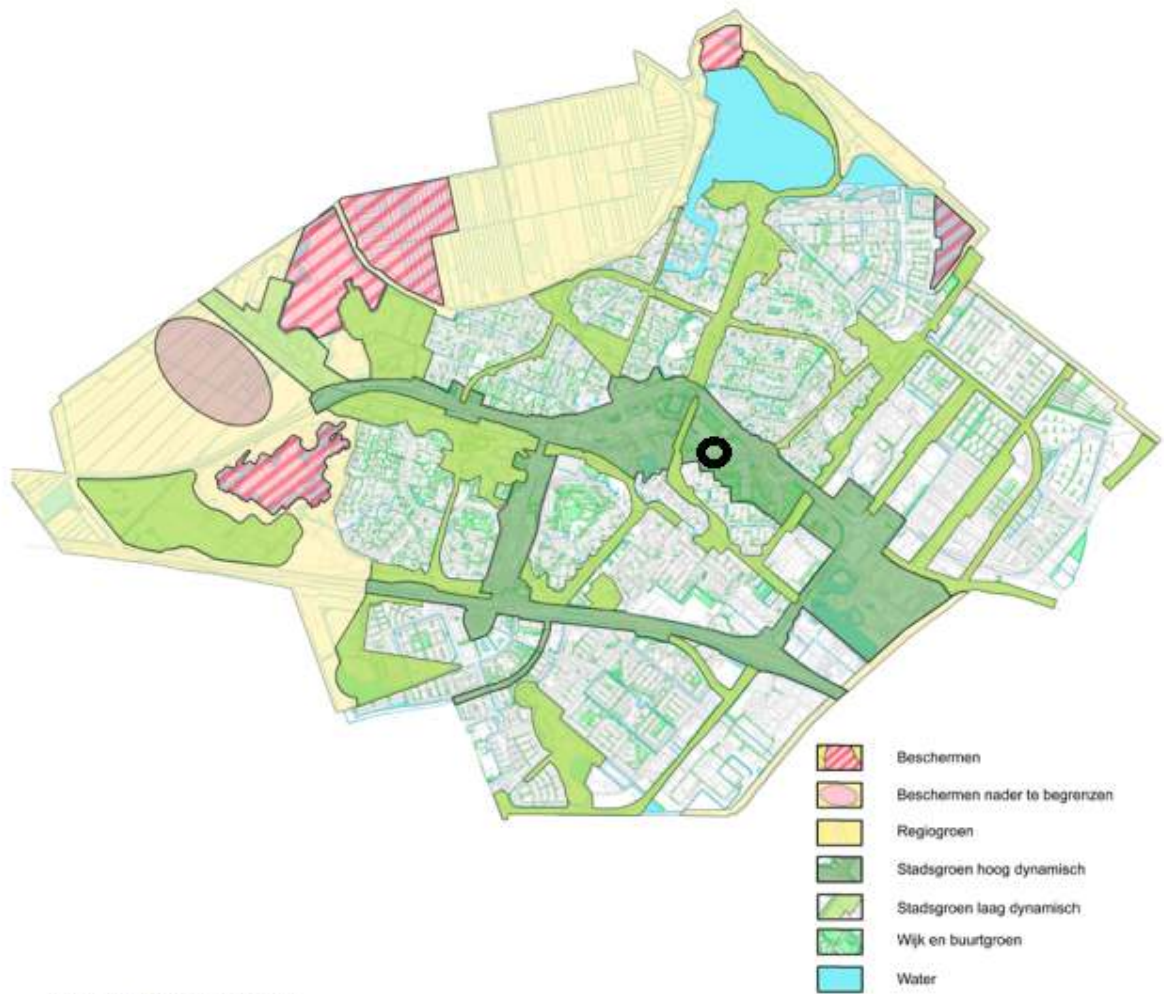 Beschermen
Beschermen nader te begrenzen
Regiogroen
Stadsgroen hoog dynamisch
Stadsgroen laag dynamisch
Wijk en buurtgroen
Water